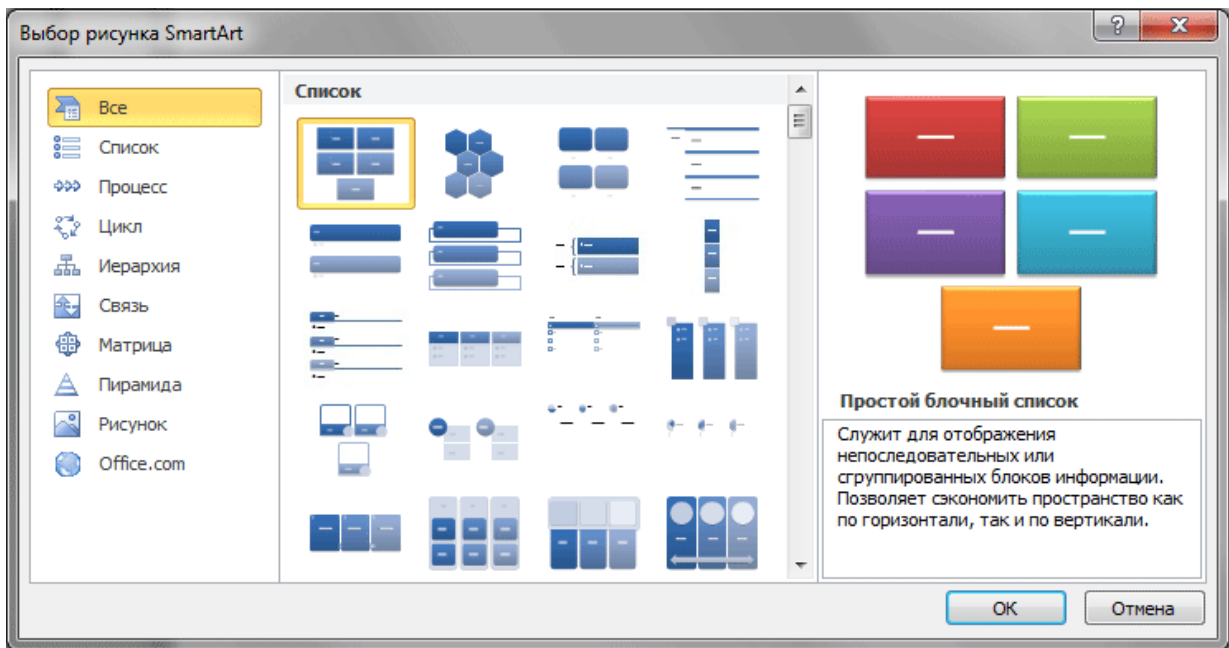 Выбор рисунка SmartArt
Все
Список
Процесс
Цикл
Иерархия
Связь
Матрица
Пирамида
Рисунок
Office.com
Список
Простой блочный список
Служит для отображения
непоследовательных или
сгруппированных блоков информации.
Позволяет сэкономить пространство как
по горизонтали, так и по вертикали.
ОК
Отмена